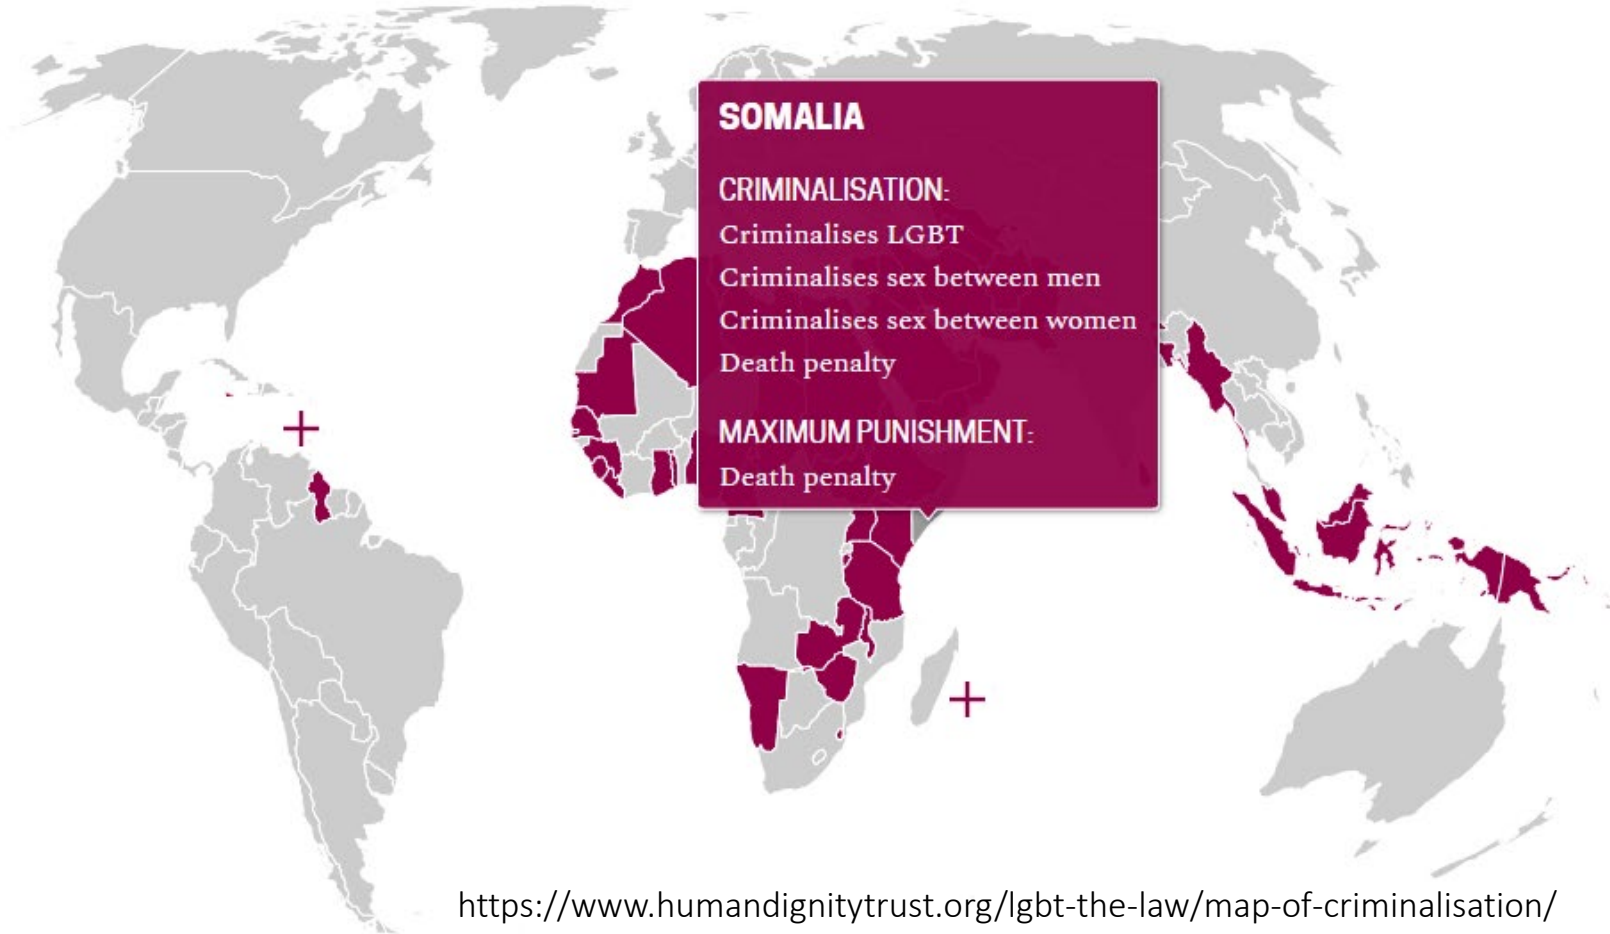 SOMALIA
CRIMINALISATION:
Criminalises LGBT
Criminalises sex between men
Criminalises sex between women
Death penalty
MAXIMUM PUNISHMENT:
Death penalty
https://www.humandignitytrust.org/lgbt-the-law/map-of-criminalisation/